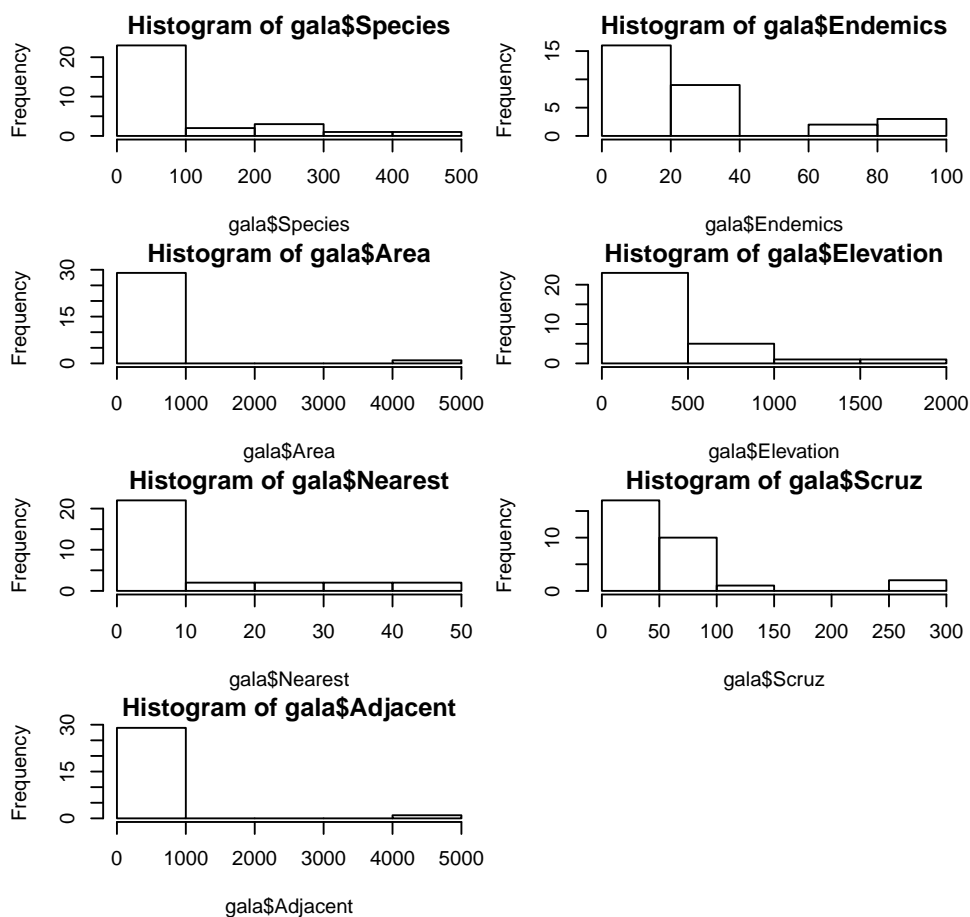 Histogram of gala$Species
Frequency
0 10 20
0 100 200 300 400 500
gala$Species
Histogram of gala$Endemics
Frequency
0 5 15
0 20 40 60 80 100
gala$Endemics
Histogram of gala$Area
Frequency
0 15 30
0 1000 2000 3000 4000 5000
gala$Area
Histogram of gala$Elevation
Frequency
0 10 20
0 500 1000 1500 2000
gala$Elevation
Histogram of gala$Nearest
Frequency
0 10 20
0 10 20 30 40 50
gala$Nearest
Histogram of gala$Scruz
Frequency
0 10
0 50 100 150 200 250 300
gala$Scruz
Histogram of gala$Adjacent
Frequency
0 15 30
0 1000 2000 3000 4000 5000
gala$Adjacent